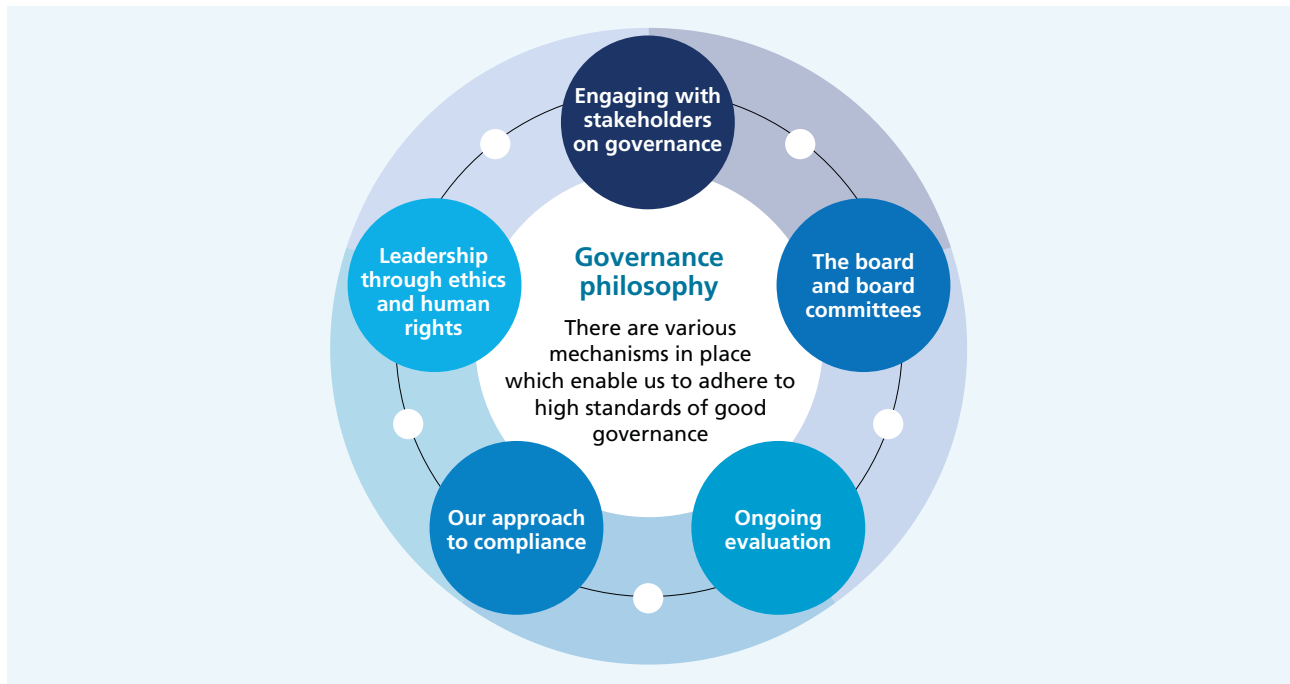 Engaging with
stakeholders
on governance
The board
and board
committees
Ongoing
evaluation
Our approach
to compliance
Leadership
through ethics
and human
rights
Governance
philosophy
There are various
mechanisms in place
which enable us to adhere to
high standards of good
governance